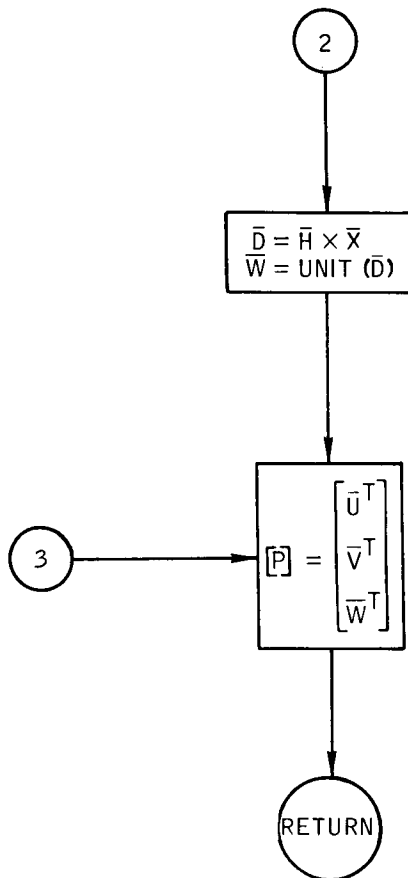 2
D̄ = H̄ × X̄
W̄ = UNIT (D̄)
3
[P̄] = [Ū^T
V̄^T
W̄^T]
RETURN